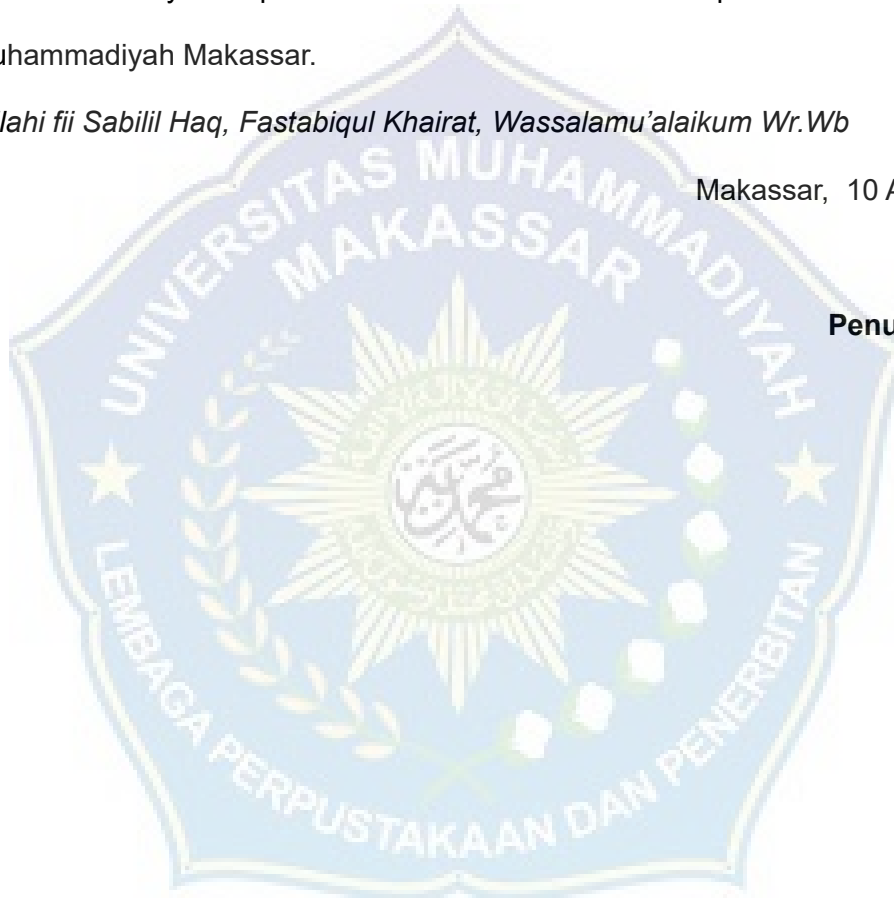 uhammadiyah Makassar.
lahi fii Sabilil Haq, Fastabiqul Khairat, Wassalamu’alaikum Wr.Wb
Makassar, 10 A
Penu
UNIVERSITAS MUHAMMADIYAH
MAKASSAR
LEMBAGA PERPUSTAKAAN DAN PENERBITAN